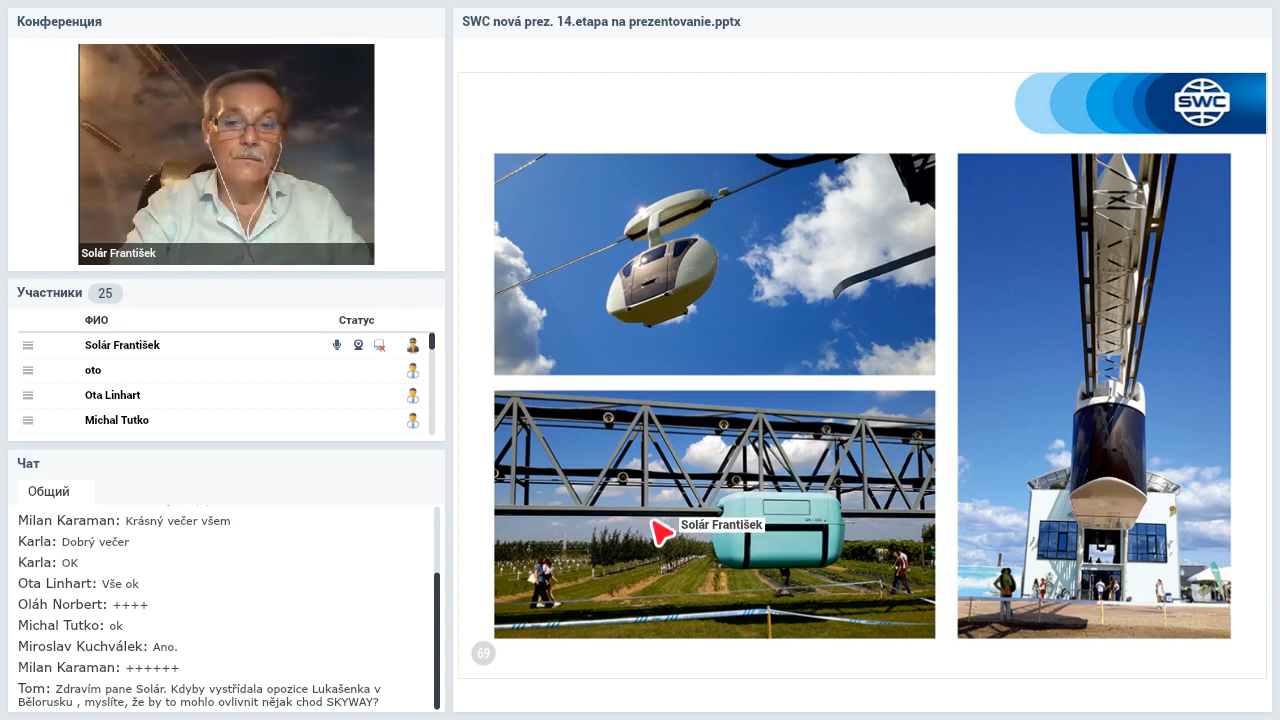 Конференция
Solár František
Участники 25
ФИО Статус
Solár František
oto
Ota Linhart
Michal Tutko
Чат
Общий
Milan Karaman: Krásný večer všem
Karla: Dobrý večer
Karla: OK
Ota Linhart: Vše ok
Oláh Norbert: ++++
Michal Tutko: ok
Miroslav Kuchválek: Ano.
Milan Karaman: ++++++
Tom: Zdravím pane Solár. Kdyby vystřídala opozice Lukašenka v
Bělorusku , myslíte, že by to mohlo ovlivnit nějak chod SKYWAY?
SWC nová prez. 14.etapa na prezentovanie.pptx
SWC
Solár František
69